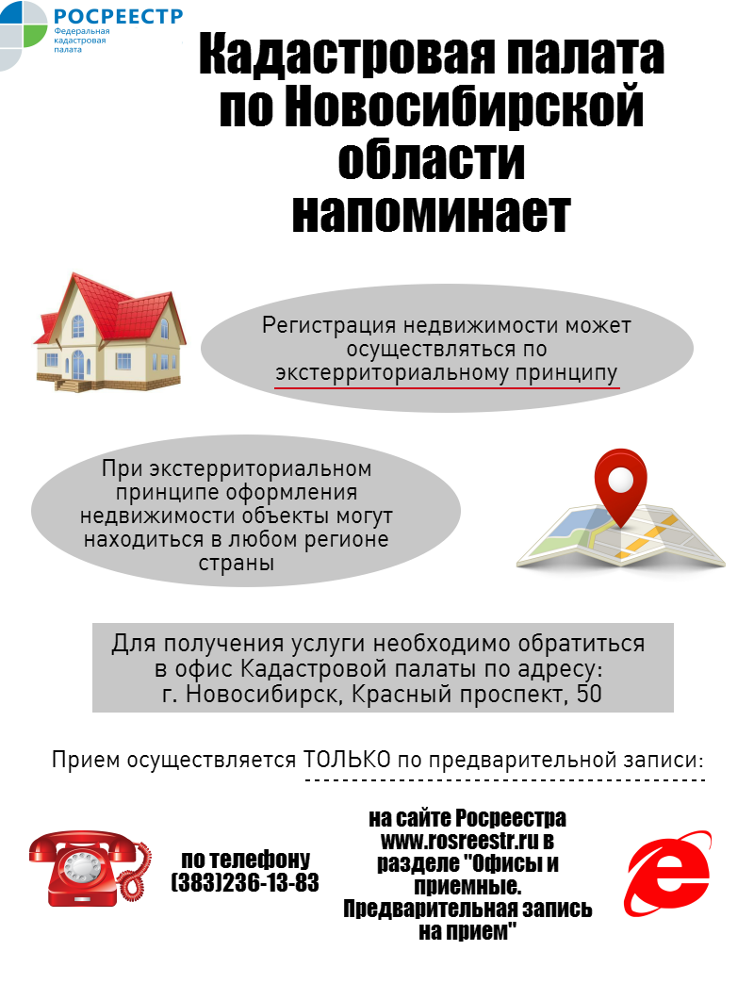 РОСРЕЕСТР
Федеральная
кадастровая
палата
Кадастровая палата
по Новосибирской
области
напоминает
Регистрация недвижимости может
осуществляться по
экстерриториальному принципу
При экстерриториальном
принципе оформления
недвижимости объекты могут
находиться в любом регионе
страны
Для получения услуги необходимо обратиться
в офис Кадастровой палаты по адресу:
г. Новосибирск, Красный проспект, 50
Прием осуществляется ТОЛЬКО по предварительной записи:
по телефону
(383)236-13-83
на сайте Росреестра
www.rosreestr.ru в
разделе "Офисы и
приемные.
Предварительная запись
на прием"